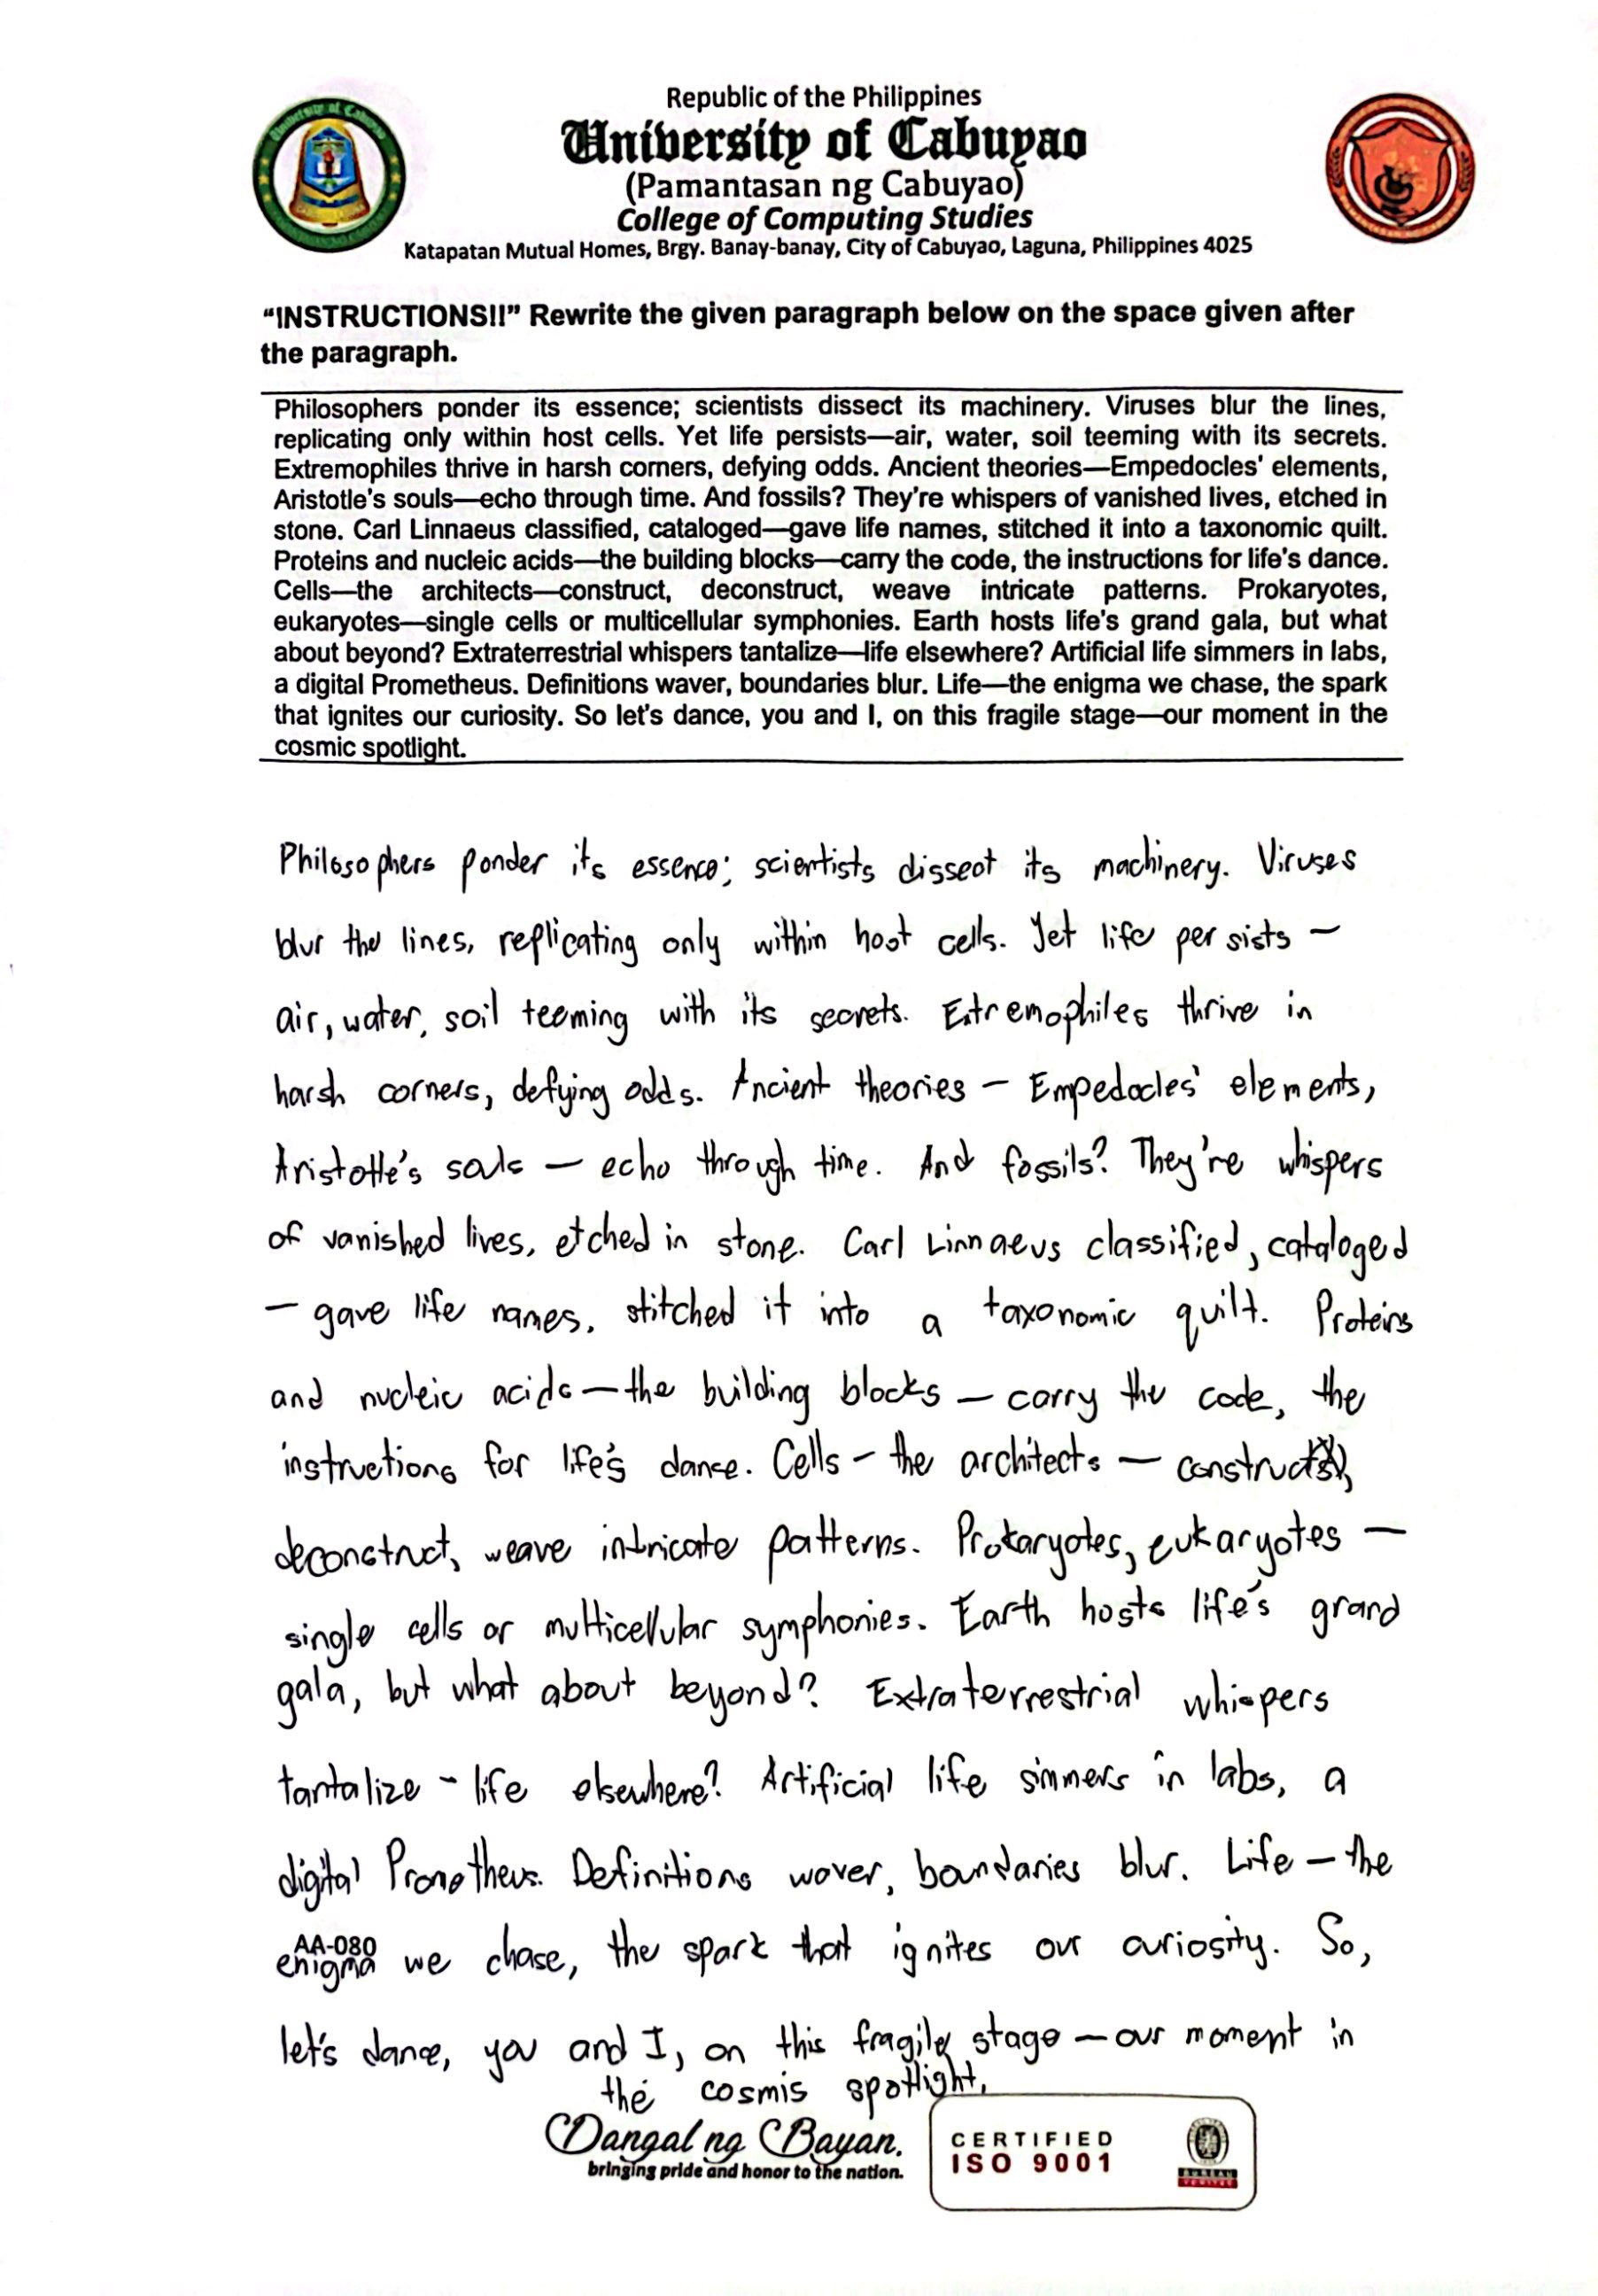 Republic of the Philippines
University of Cabuyao
(Pamantasan ng Cabuyao)
College of Computing Studies
Katapatan Mutual Homes, Brgy. Banay-banay, City of Cabuyao, Laguna, Philippines 4025
“INSTRUCTIONS!!” Rewrite the given paragraph below on the space given after
the paragraph.
Philosophers ponder its essence; scientists dissect its machinery. Viruses blur the lines,
replicating only within host cells. Yet life persists—air, water, soil teeming with its secrets.
Extremophiles thrive in harsh corners, defying odds. Ancient theories—Empedocles' elements,
Aristotle's souls—echo through time. And fossils? They're whispers of vanished lives, etched in
stone. Carl Linnaeus classified, cataloged—gave life names, stitched it into a taxonomic quilt.
Proteins and nucleic acids—the building blocks—carry the code, the instructions for life's dance.
Cells—the architects—construct, deconstruct, weave intricate patterns. Prokaryotes,
eukaryotes—single cells or multicellular symphonies. Earth hosts life's grand gala, but what
about beyond? Extraterrestrial whispers tantalize—life elsewhere? Artificial life simmers in labs,
a digital Prometheus. Definitions waver, boundaries blur. Life—the enigma we chase, the spark
that ignites our curiosity. So let's dance, you and I, on this fragile stage—our moment in the
cosmic spotlight.
Philosophers ponder its essence; scientists dissect its machinery. Viruses
blur the lines, replicating only within host cells. Yet life persists –
air, water, soil teeming with its secrets. Extremophiles thrive in
harsh corners, defying odds. Ancient theories – Empedocles' elements,
Aristotle's souls – echo through time. And fossils? They're whispers
of vanished lives, etched in stone. Carl Linnaeus classified, cataloged
– gave life names, stitched it into a taxonomic quilt. Proteins
and nucleic acids – the building blocks – carry the code, the
instructions for life's dance. Cells – the architects – construct,
deconstruct, weave intricate patterns. Prokaryotes, eukaryotes –
single cells or multicellular symphonies. Earth hosts life's grand
gala, but what about beyond? Extraterrestrial whispers
tantalize – life elsewhere? Artificial life simmers in labs, a
digital Prometheus. Definitions waver, boundaries blur. Life – the
AA-080
enigma we chase, the spark that ignites our curiosity. So,
let's dance, you and I, on this fragile stage – our moment in
the cosmis spotlight.
Dangal ng Bayan.
bringing pride and honor to the nation.
CERTIFIED
ISO 9001